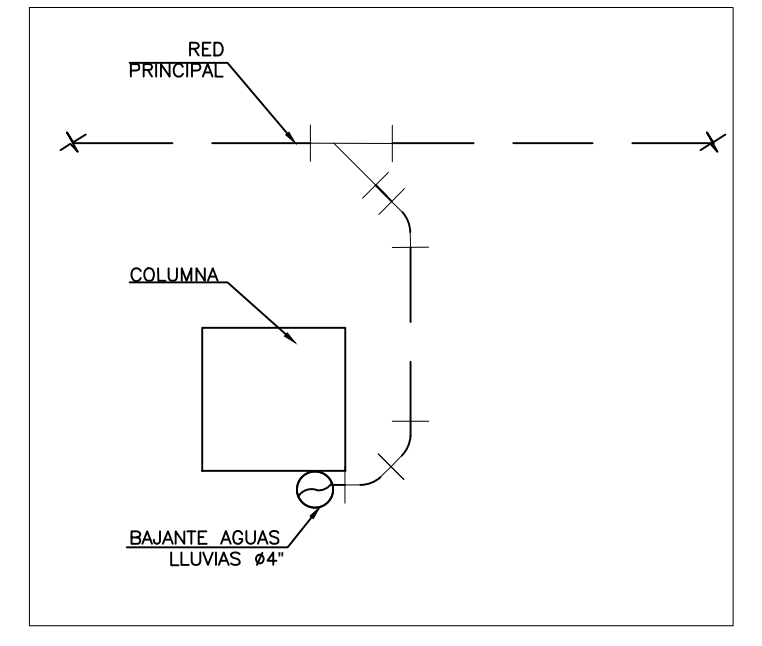 RED
PRINCIPAL
COLUMNA
BAJANTE AGUAS
LLUVIAS ø4"